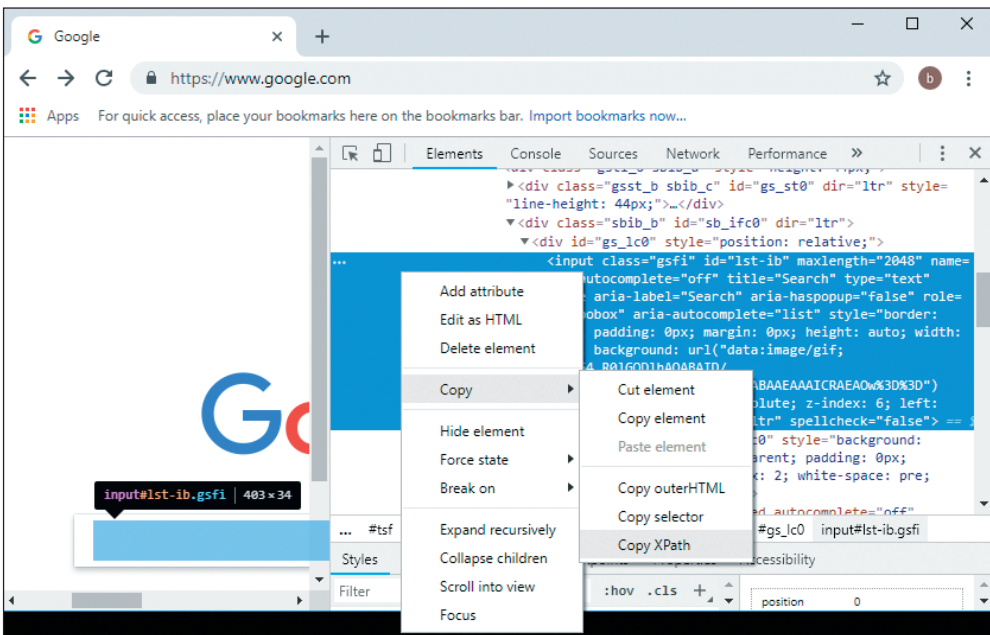 Google
https://www.google.com
b
Apps For quick access, place your bookmarks here on the bookmarks bar. Import bookmarks now...
Elements Console Sources Network Performance
<div class="gsst_b sbib_c" id="gs_st0" dir="ltr" style=
"line-height: 44px;">…</div>
<div class="sbib_b" id="sb_ifc0" dir="ltr">
<div id="gs_lc0" style="position: relative;">
... <input class="gsfi" id="lst-ib" maxlength="2048" name=
utocomplete="off" title="Search" type="text"
aria-label="Search" aria-haspopup="false" role=
obox" aria-autocomplete="list" style="border:
padding: 0px; margin: 0px; height: auto; width:
background: url("data:image/gif;
ABAAEAAAICRAEAOw%3D%3D")
olute; z-index: 6; left:
ltr" spellcheck="false"> ==
c0" style="background:
arent; padding: 0px;
x: 2; white-space: pre;
autocomplete="off"
Add attribute
Edit as HTML
Delete element
Copy
Hide element
Force state
Break on
Expand recursively
Collapse children
Scroll into view
Focus
Cut element
Copy element
Paste element
Copy outerHTML
Copy selector
Copy XPath
Go
input#lst-ib.gsfi | 403 × 34
... #tsf #gs_lc0 input#lst-ib.gsfi
Styles Accessibility
Filter :hov .cls +
position 0